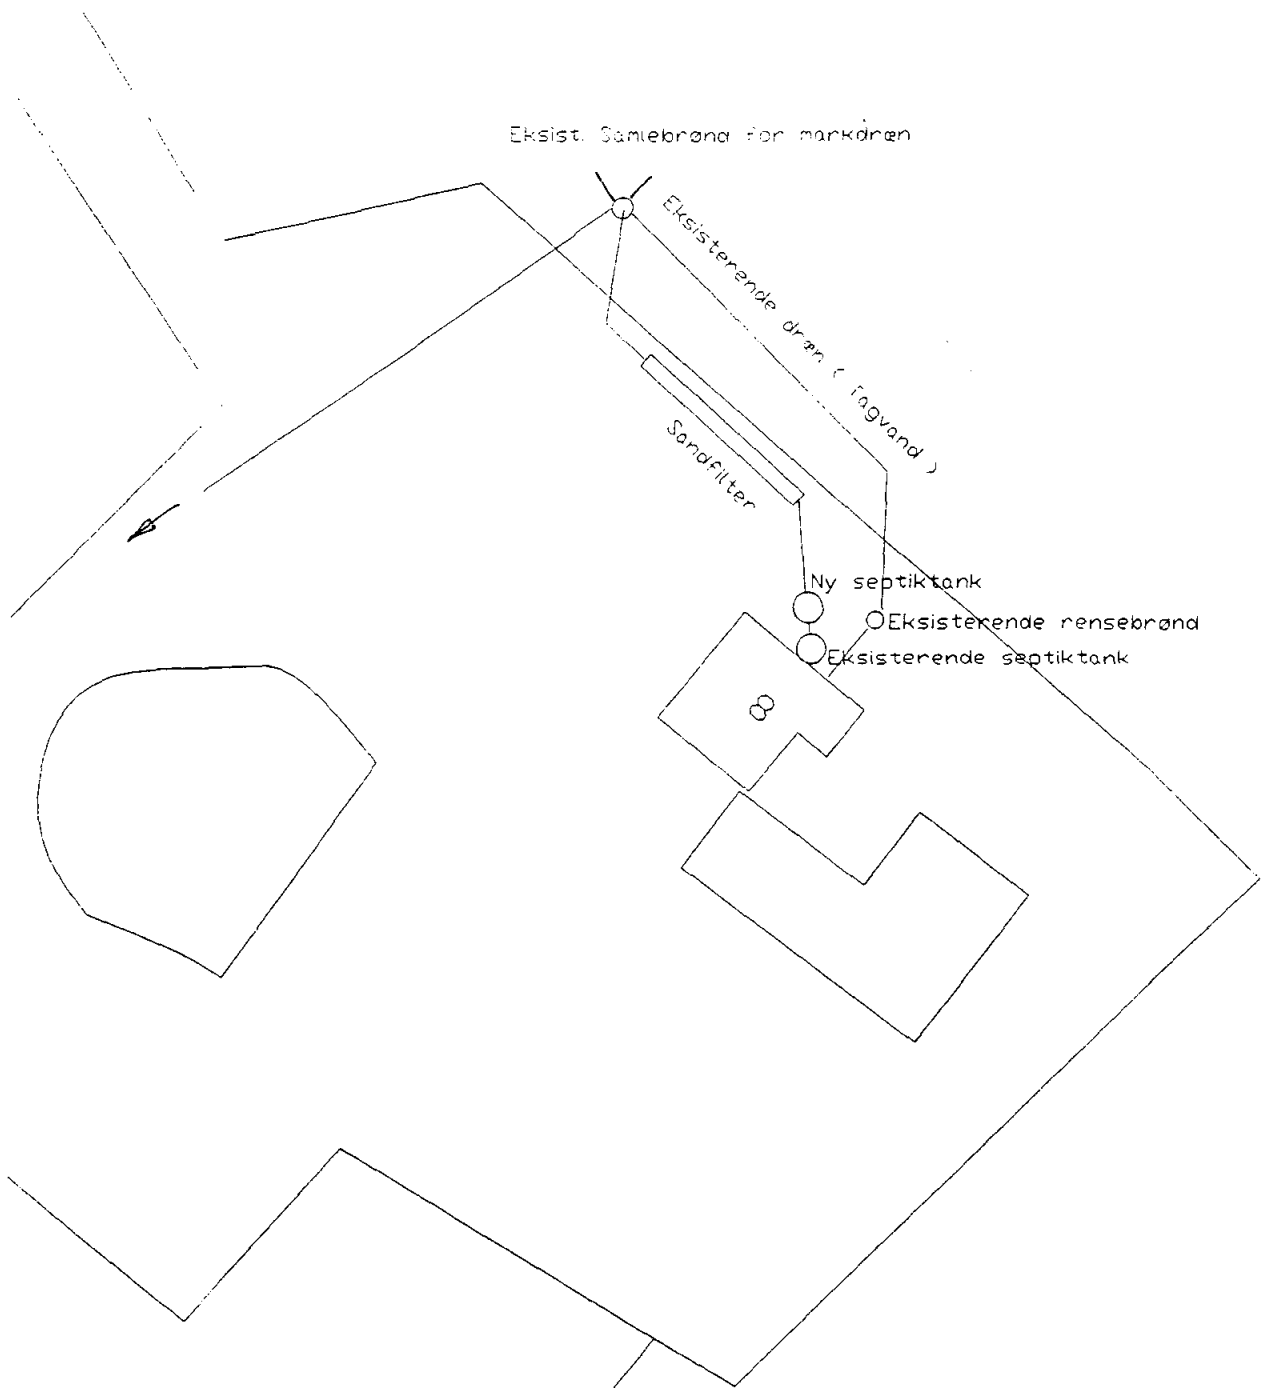 Eksist. Samlebrønd for markdræn
Eksisterende dræn ( Tagvand )
Sandfilter
Ny septiktank
Eksisterende rensebrønd
Eksisterende septiktank
8